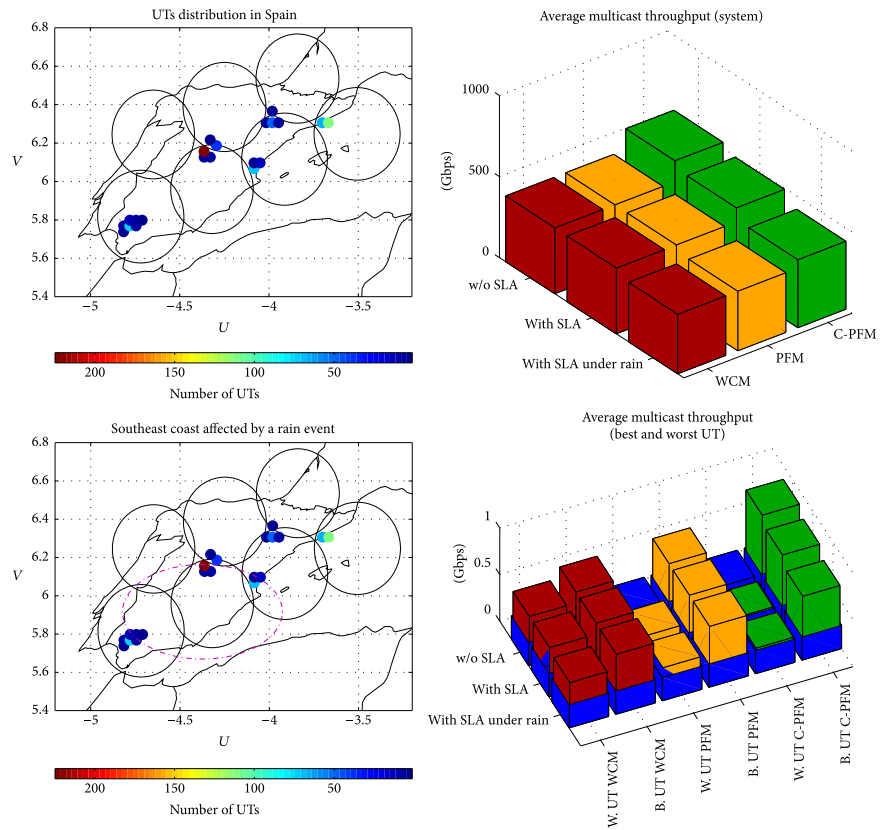 UTs distribution in Spain
6.8
6.6
6.4
6.2
6
5.8
5.6
5.4
V
−5
−4.5
−4
−3.5
U
200
150
100
50
Number of UTs
Average multicast throughput (system)
1000
500
0
(Gbps)
w/o SLA
With SLA
With SLA under rain
WCM
PFM
C-PFM
Southeast coast affected by a rain event
6.8
6.6
6.4
6.2
6
5.8
5.6
5.4
V
−5
−4.5
−4
−3.5
U
200
150
100
50
Number of UTs
Average multicast throughput
(best and worst UT)
1
0.5
0
(Gbps)
w/o SLA
With SLA
With SLA under rain
W. UT WCM
B. UT WCM
W. UT PFM
B. UT PFM
W. UT C-PFM
B. UT C-PFM